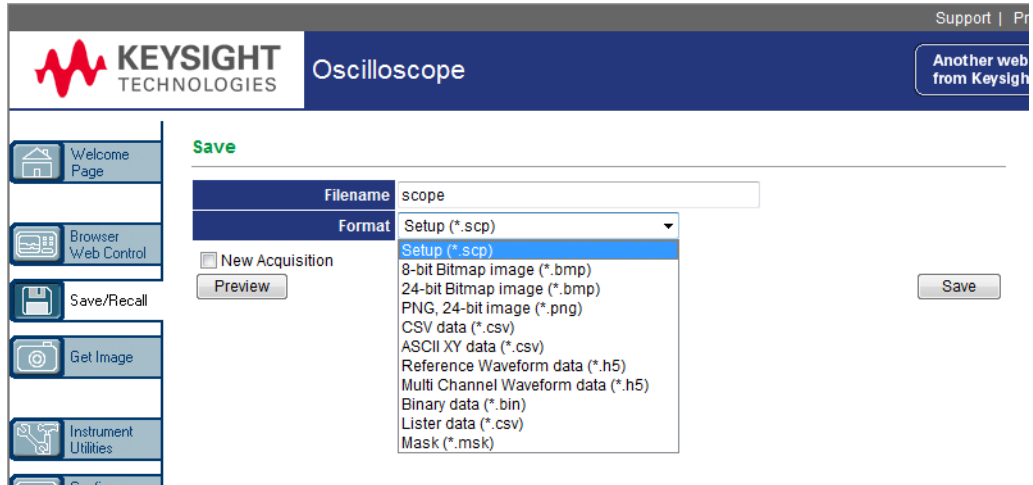 Support | Pr
KEYSIGHT
TECHNOLOGIES
Oscilloscope
Another web
from Keysigh
Welcome
Page
Browser
Web Control
Save/Recall
Get Image
Instrument
Utilities
Save
Filename scope
Format Setup (*.scp)
Setup (*.scp)
8-bit Bitmap image (*.bmp)
24-bit Bitmap image (*.bmp)
PNG, 24-bit image (*.png)
CSV data (*.csv)
ASCII XY data (*.csv)
Reference Waveform data (*.h5)
Multi Channel Waveform data (*.h5)
Binary data (*.bin)
Lister data (*.csv)
Mask (*.msk)
New Acquisition
Preview
Save